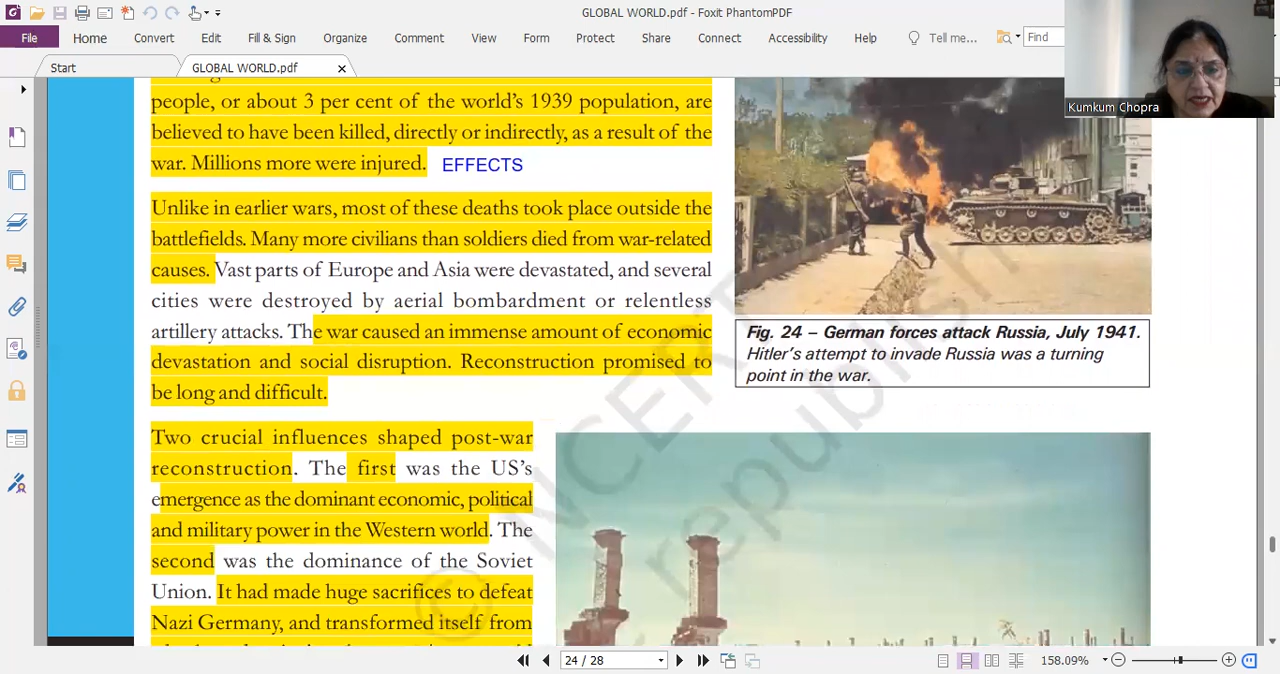 GLOBAL WORLD.pdf - Foxit PhantomPDF
File Home Convert Edit Fill & Sign Organize Comment View Form Protect Share Connect Accessibility Help Tell me... Find
Start GLOBAL WORLD.pdf
Kumkum Chopra
people, or about 3 per cent of the world's 1939 population, are
believed to have been killed, directly or indirectly, as a result of the
war. Millions more were injured. EFFECTS
Unlike in earlier wars, most of these deaths took place outside the
battlefields. Many more civilians than soldiers died from war-related
causes. Vast parts of Europe and Asia were devastated, and several
cities were destroyed by aerial bombardment or relentless
artillery attacks. The war caused an immense amount of economic
devastation and social disruption. Reconstruction promised to
be long and difficult.
Fig. 24 – German forces attack Russia, July 1941.
Hitler's attempt to invade Russia was a turning
point in the war.
Two crucial influences shaped post-war
reconstruction. The first was the US's
emergence as the dominant economic, political
and military power in the Western world. The
second was the dominance of the Soviet
Union. It had made huge sacrifices to defeat
Nazi Germany, and transformed itself from
© NCERT
republish
24 / 28
158.09%